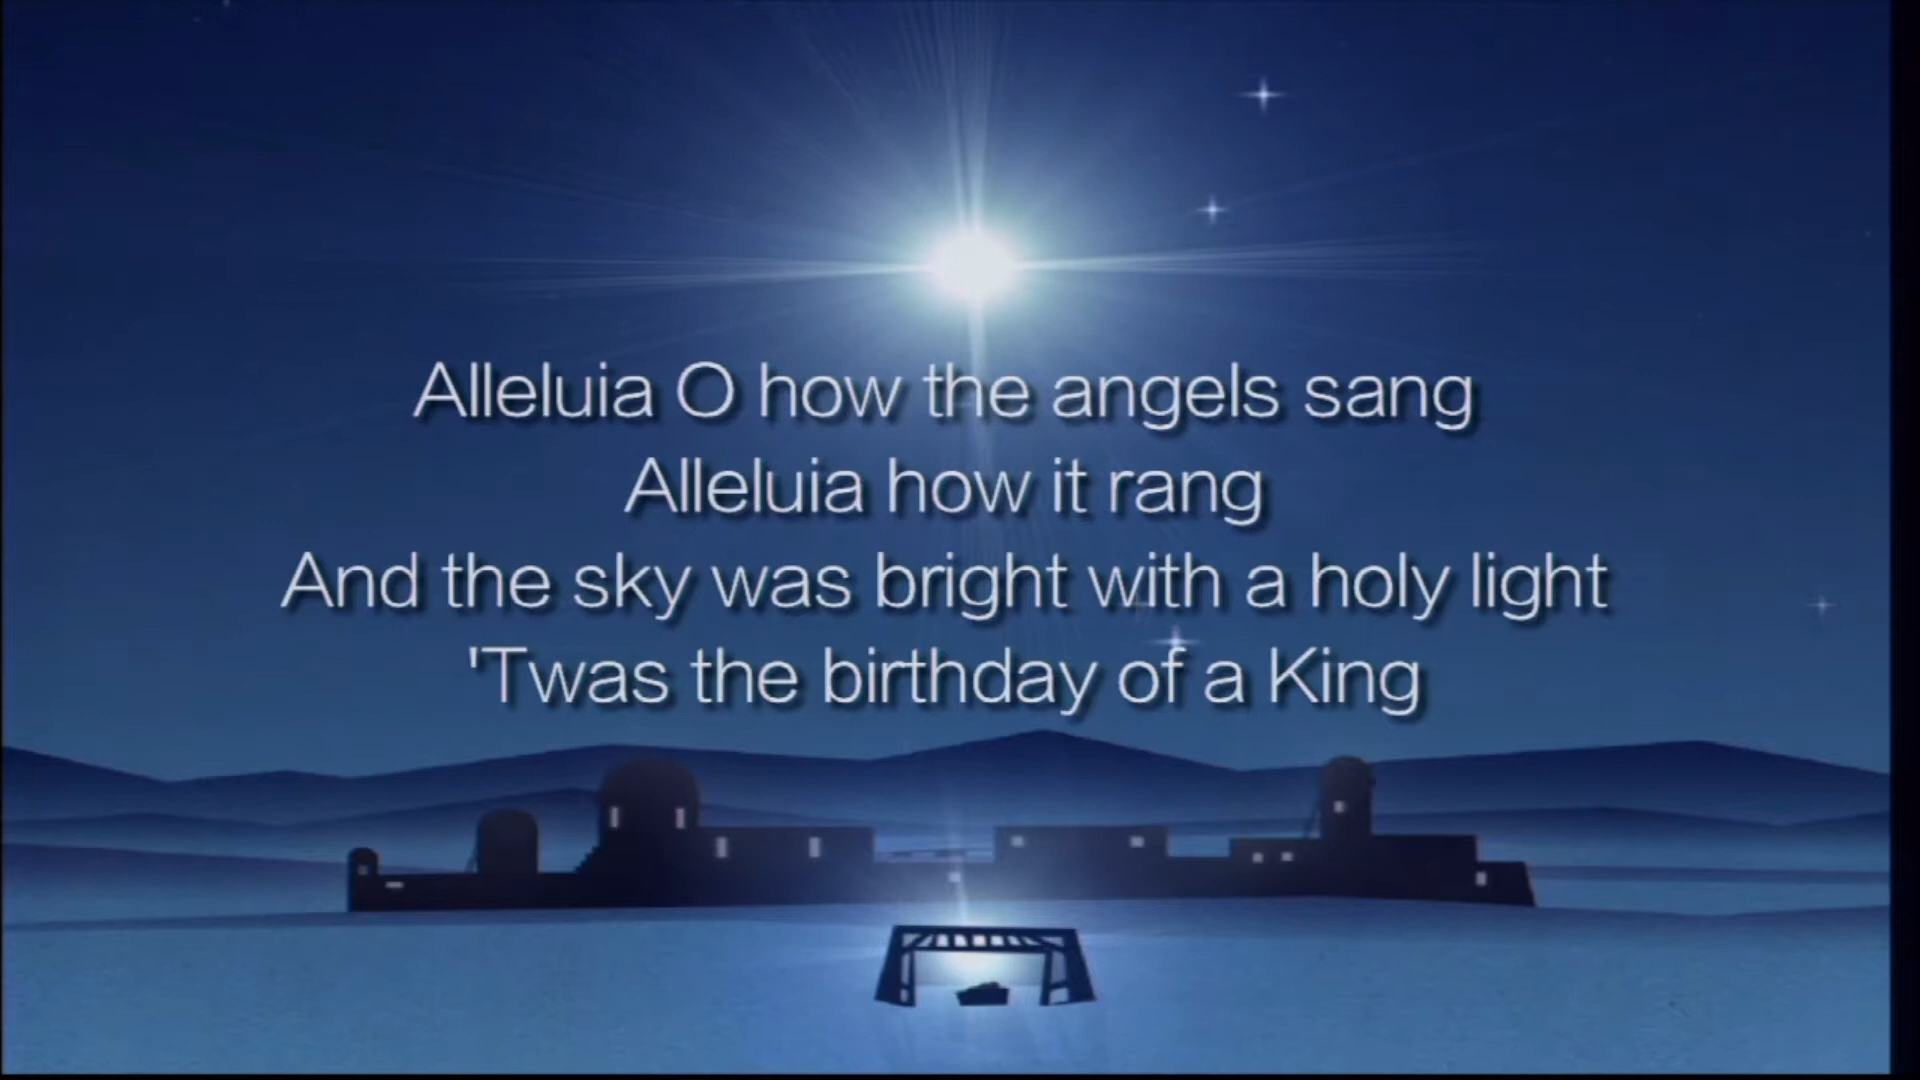 Alleluia O how the angels sang
Alleluia how it rang
And the sky was bright with a holy light
'Twas the birthday of a King